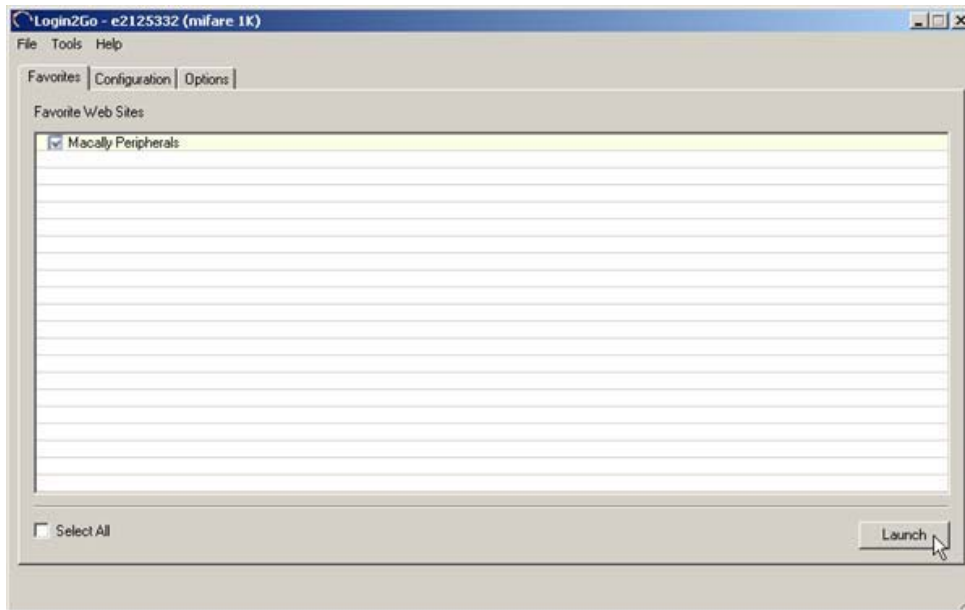 Login2Go - e2125332 (mifare 1K)
File Tools Help
Favorites Configuration Options
Favorite Web Sites
Macally Peripherals
Select All
Launch